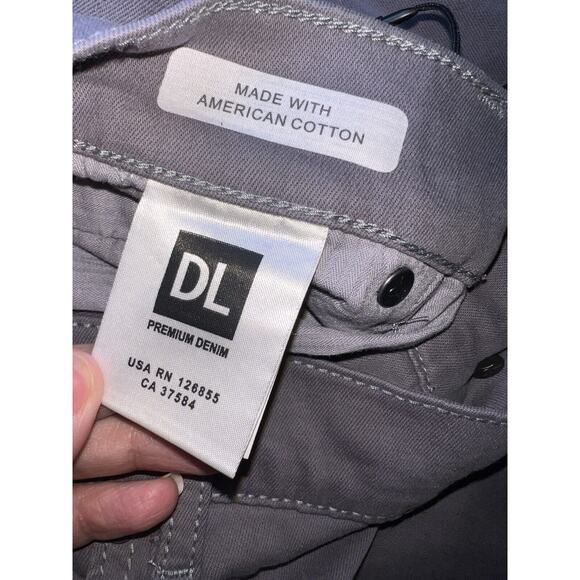 MADE WITH
AMERICAN COTTON
DL
PREMIUM DENIM
USA RN 126855
CA 37584